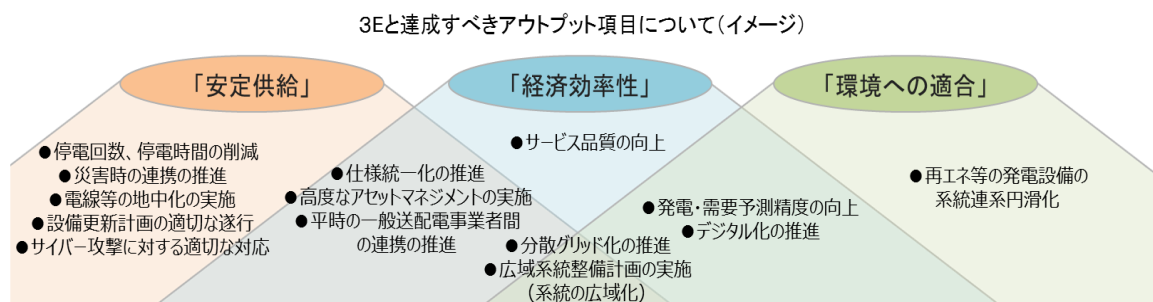 3Eと達成すべきアウトプット項目について(イメージ)
「安定供給」
「経済効率性」
「環境への適合」
●停電回数、停電時間の削減
●災害時の連携の推進
●電線等の地中化の実施
●設備更新計画の適切な遂行
●サイバー攻撃に対する適切な対応
●仕様統一化の推進
●高度なアセットマネジメントの実施
●平時の一般送配電事業者間
の連携の推進
●サービス品質の向上
●分散グリッド化の推進
●広域系統整備計画の実施
(系統の広域化)
●発電・需要予測精度の向上
●デジタル化の推進
●再エネ等の発電設備の
系統連系円滑化